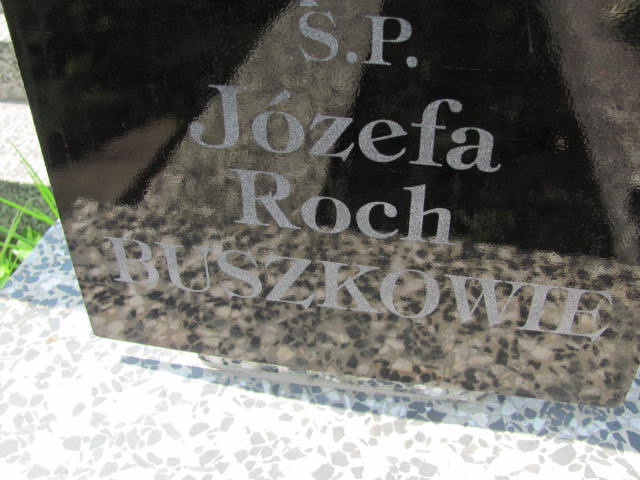 Ś.P.
Józefa
Roch
BUSZKOWIE